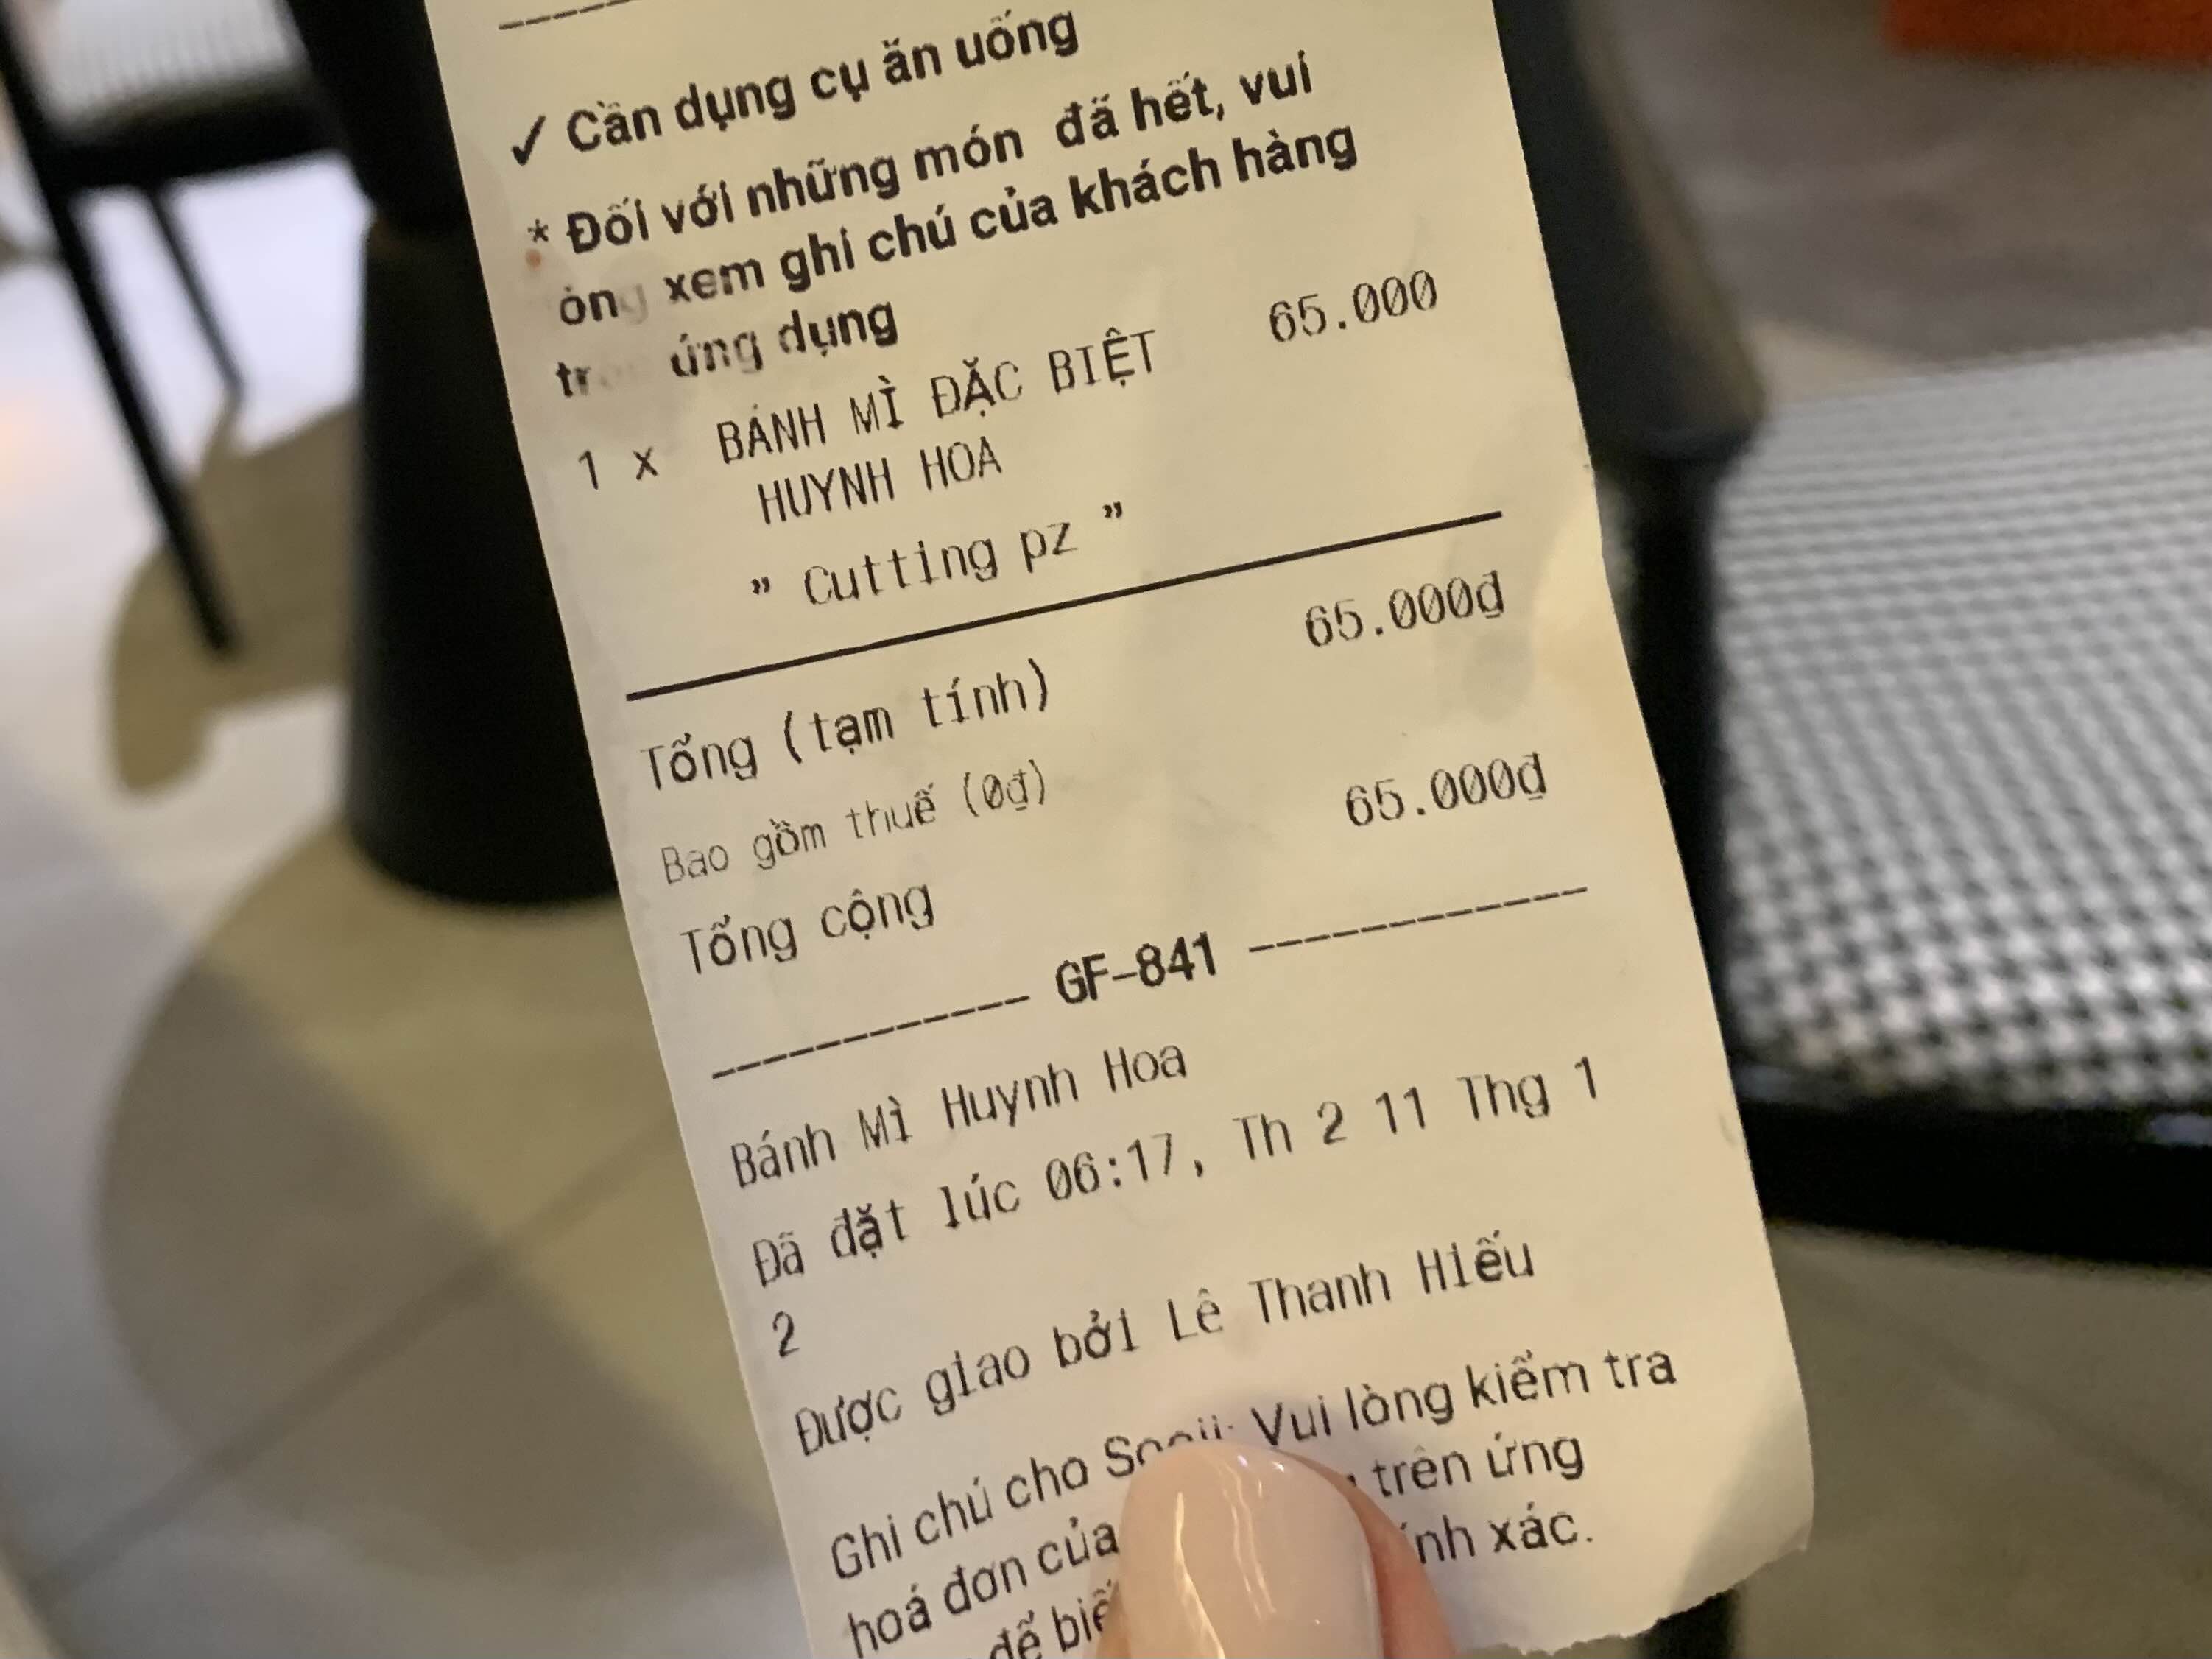 ✓ Cần dụng cụ ăn uống
* Đối với những món đã hết, vui
xem ghi chú của khách hàng
ứng dụng
1 x BÁNH MÌ ĐẶC BIỆT 65.000
HUYNH HOA
" Cutting pz "
Tổng (tạm tính) 65.000₫
Bao gồm thuế (0₫)
Tổng cộng 65.000₫
GF-841
Bánh Mì Huynh Hoa
Đã đặt lúc 06:17, Th 2 11 Thg 1
2
Được giao bởi Lê Thanh Hiếu
Ghi chú cho Vui lòng kiểm tra
hoá đơn của trên ứng
để xác.